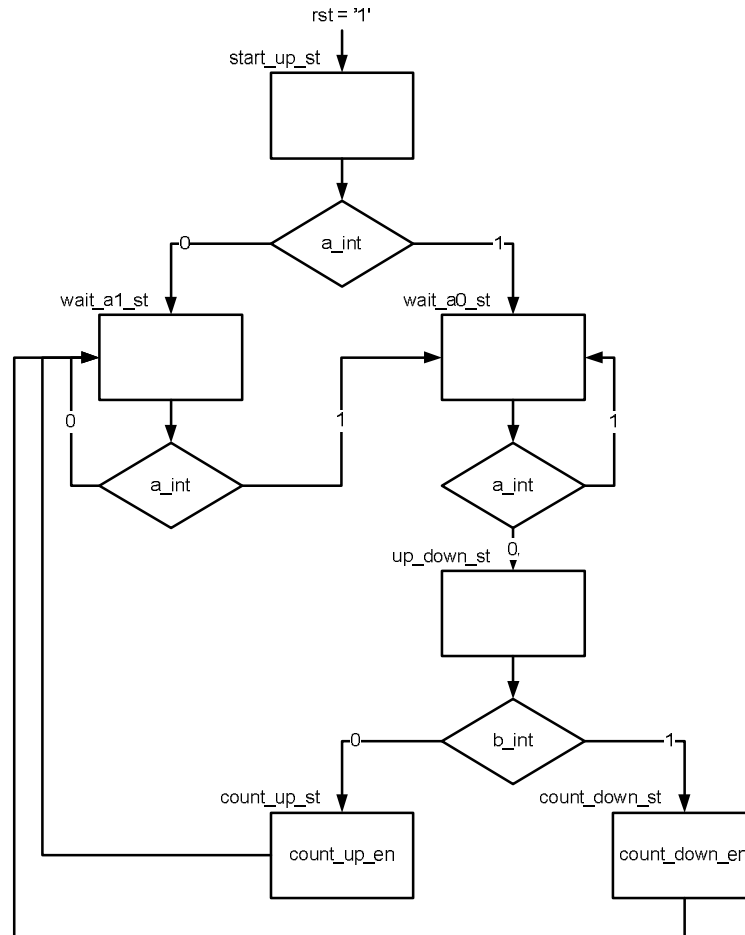 rst = '1'
start_up_st
a_int
0
1
wait_a1_st
wait_a0_st
0
1
1
a_int
a_int
0
up_down_st
b_int
0
1
count_up_st
count_down_st
count_up_en
count_down_en